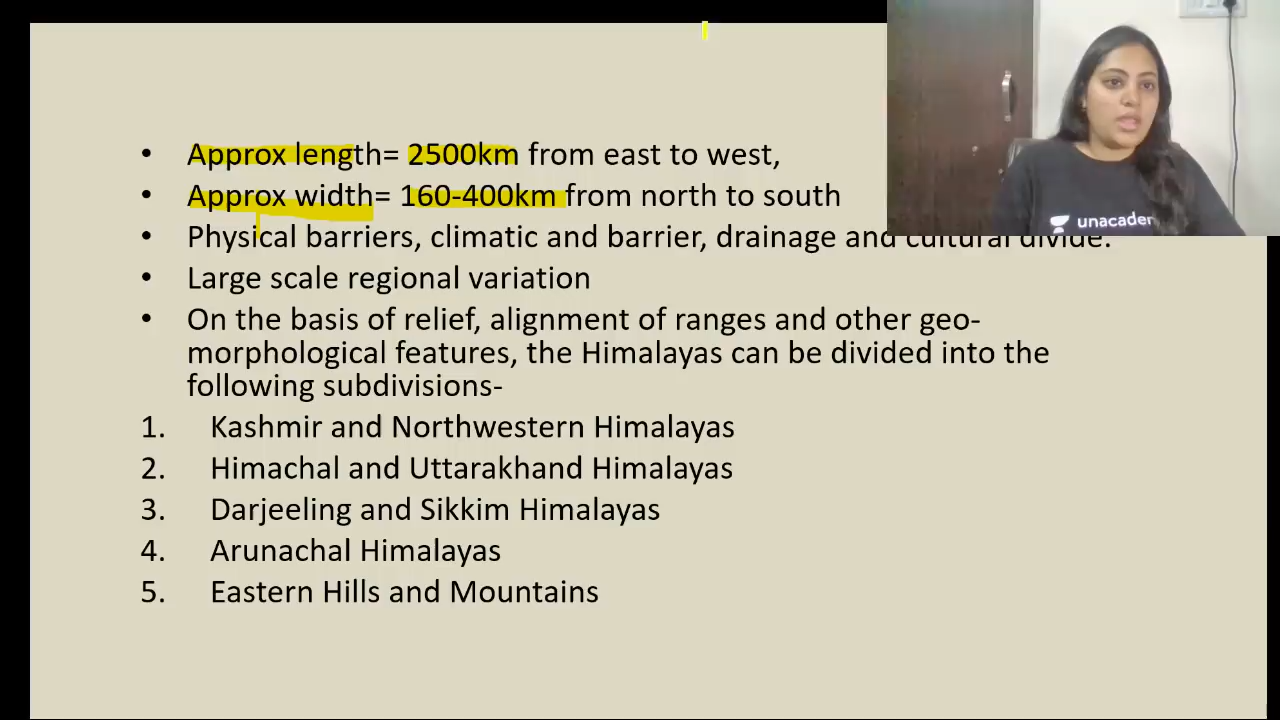 • Approx length= 2500km from east to west,
• Approx width= 160-400km from north to south
• Physical barriers, climatic and barrier, drainage and cultural divide.
• Large scale regional variation
• On the basis of relief, alignment of ranges and other geo-
morphological features, the Himalayas can be divided into the
following subdivisions-
1. Kashmir and Northwestern Himalayas
2. Himachal and Uttarakhand Himalayas
3. Darjeeling and Sikkim Himalayas
4. Arunachal Himalayas
5. Eastern Hills and Mountains